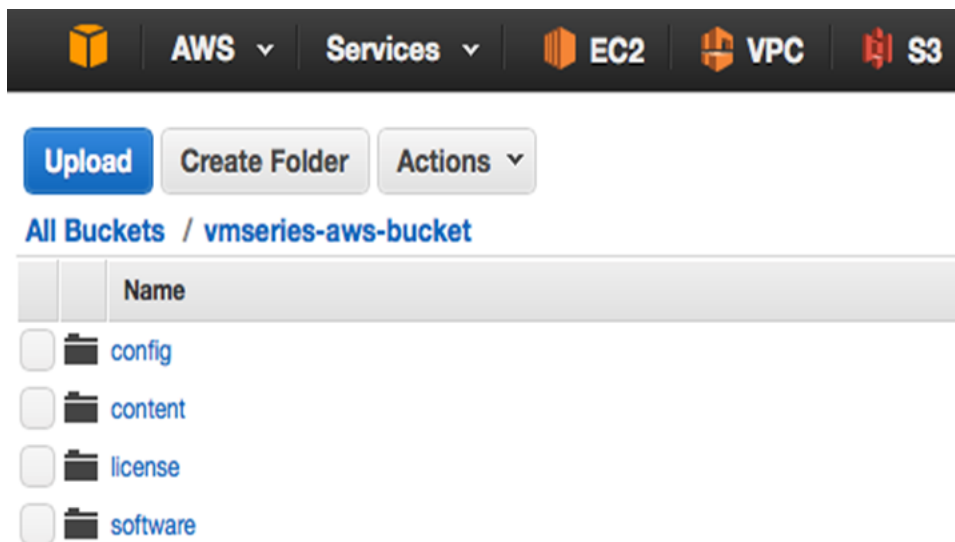 AWS Services EC2 VPC S3
Upload Create Folder Actions
All Buckets / vmseries-aws-bucket
Name
config
content
license
software